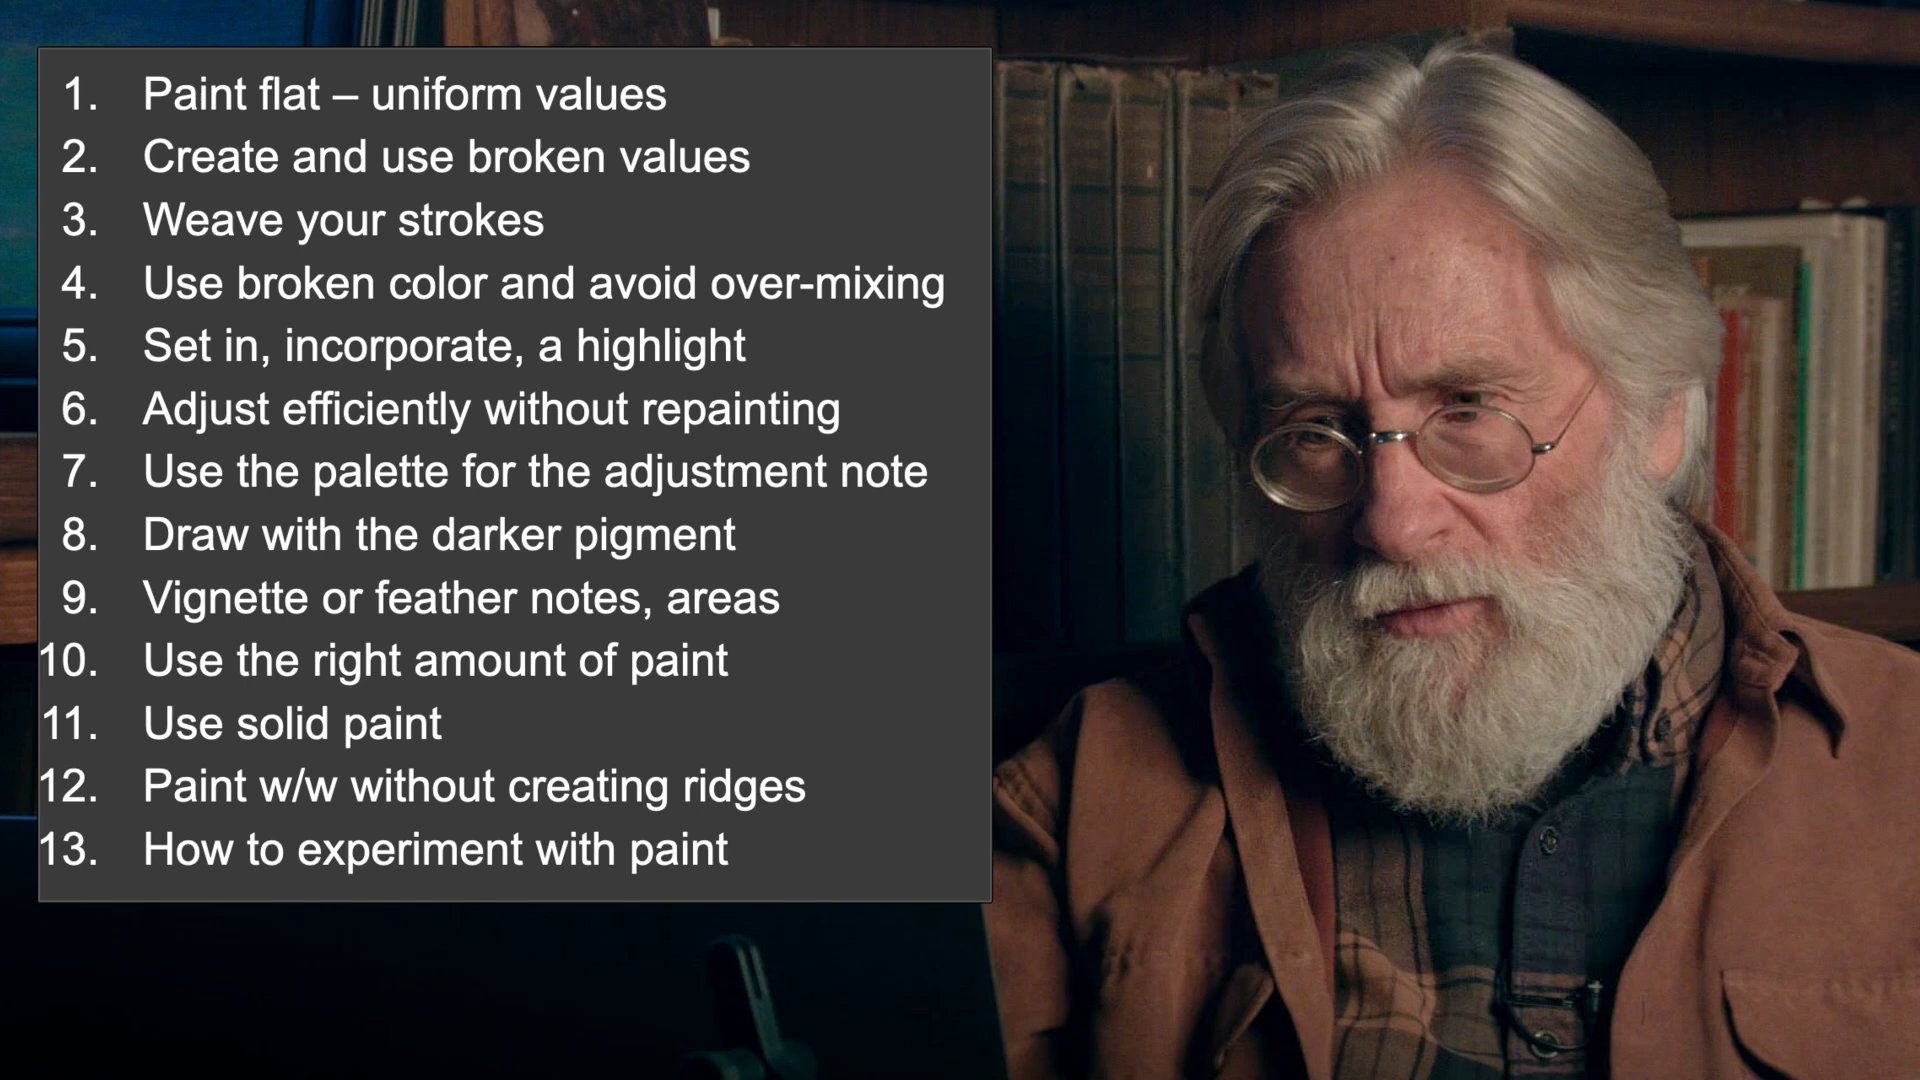 1. Paint flat – uniform values
2. Create and use broken values
3. Weave your strokes
4. Use broken color and avoid over-mixing
5. Set in, incorporate, a highlight
6. Adjust efficiently without repainting
7. Use the palette for the adjustment note
8. Draw with the darker pigment
9. Vignette or feather notes, areas
10. Use the right amount of paint
11. Use solid paint
12. Paint w/w without creating ridges
13. How to experiment with paint